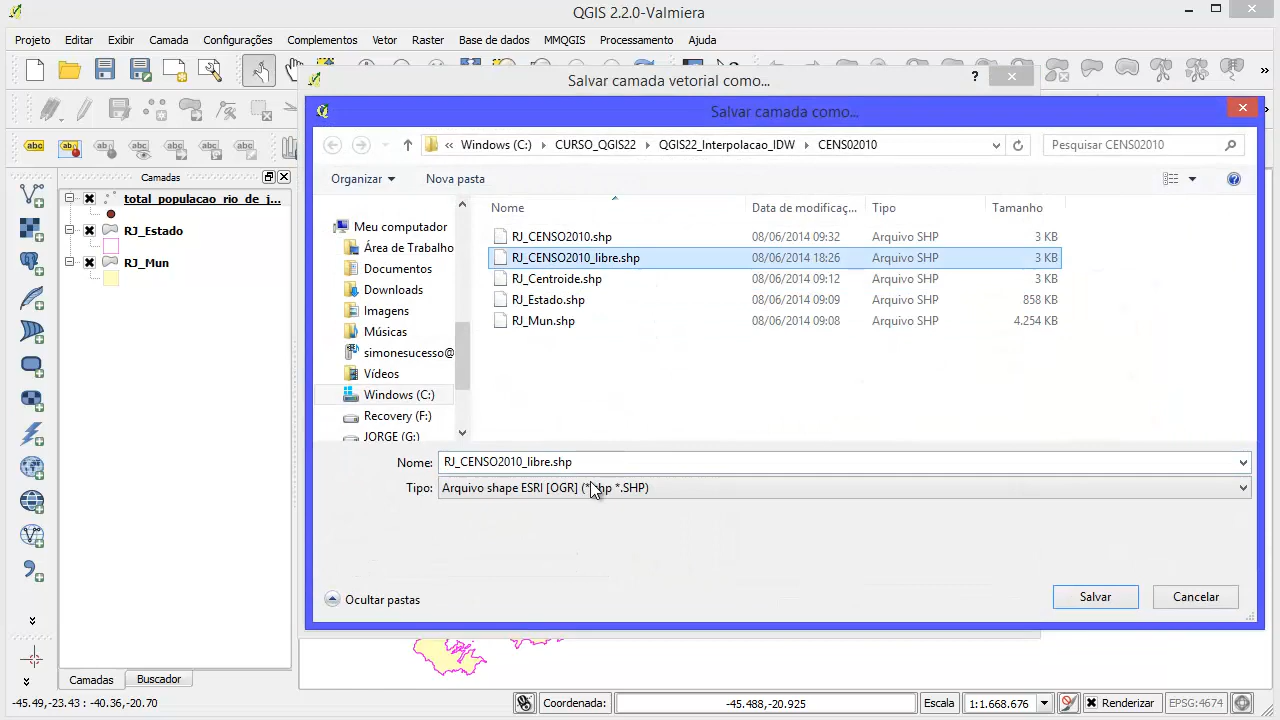 QGIS 2.2.0-Valmiera
Projeto Editar Exibir Camada Configurações Complementos Vetor Raster Base de dados MMQGIS Processamento Ajuda
Salvar camada vetorial como...
Salvar camada como...
Windows (C:) CURSO_QGIS22 QGIS22_Interpolacao_IDW CENS02010 Pesquisar CENS02010
Organizar Nova pasta
Camadas
total_populacao_rio_de_j...
RJ_Estado
RJ_Mun
Meu computador
Área de Trabalho
Documentos
Downloads
Imagens
Músicas
simonesucesso@
Vídeos
Windows (C:)
Recovery (F:)
JORGE (G:)
Nome Data de modificaç... Tipo Tamanho
RJ_CENSO2010.shp 08/06/2014 09:32 Arquivo SHP 3 KB
RJ_CENSO2010_libre.shp 08/06/2014 18:26 Arquivo SHP 3 KB
RJ_Centroide.shp 08/06/2014 09:12 Arquivo SHP 3 KB
RJ_Estado.shp 08/06/2014 09:09 Arquivo SHP 858 KB
RJ_Mun.shp 08/06/2014 09:08 Arquivo SHP 4.254 KB
Nome: RJ_CENSO2010_libre.shp
Tipo: Arquivo shape ESRI [OGR] (*.shp *.SHP)
Ocultar pastas Salvar Cancelar
Camadas Buscador
-45.49,-23.43 : -40.36,-20.70 Coordenada: -45.488,-20.925 Escala 1:1.668.676 Renderizar EPSG:4674